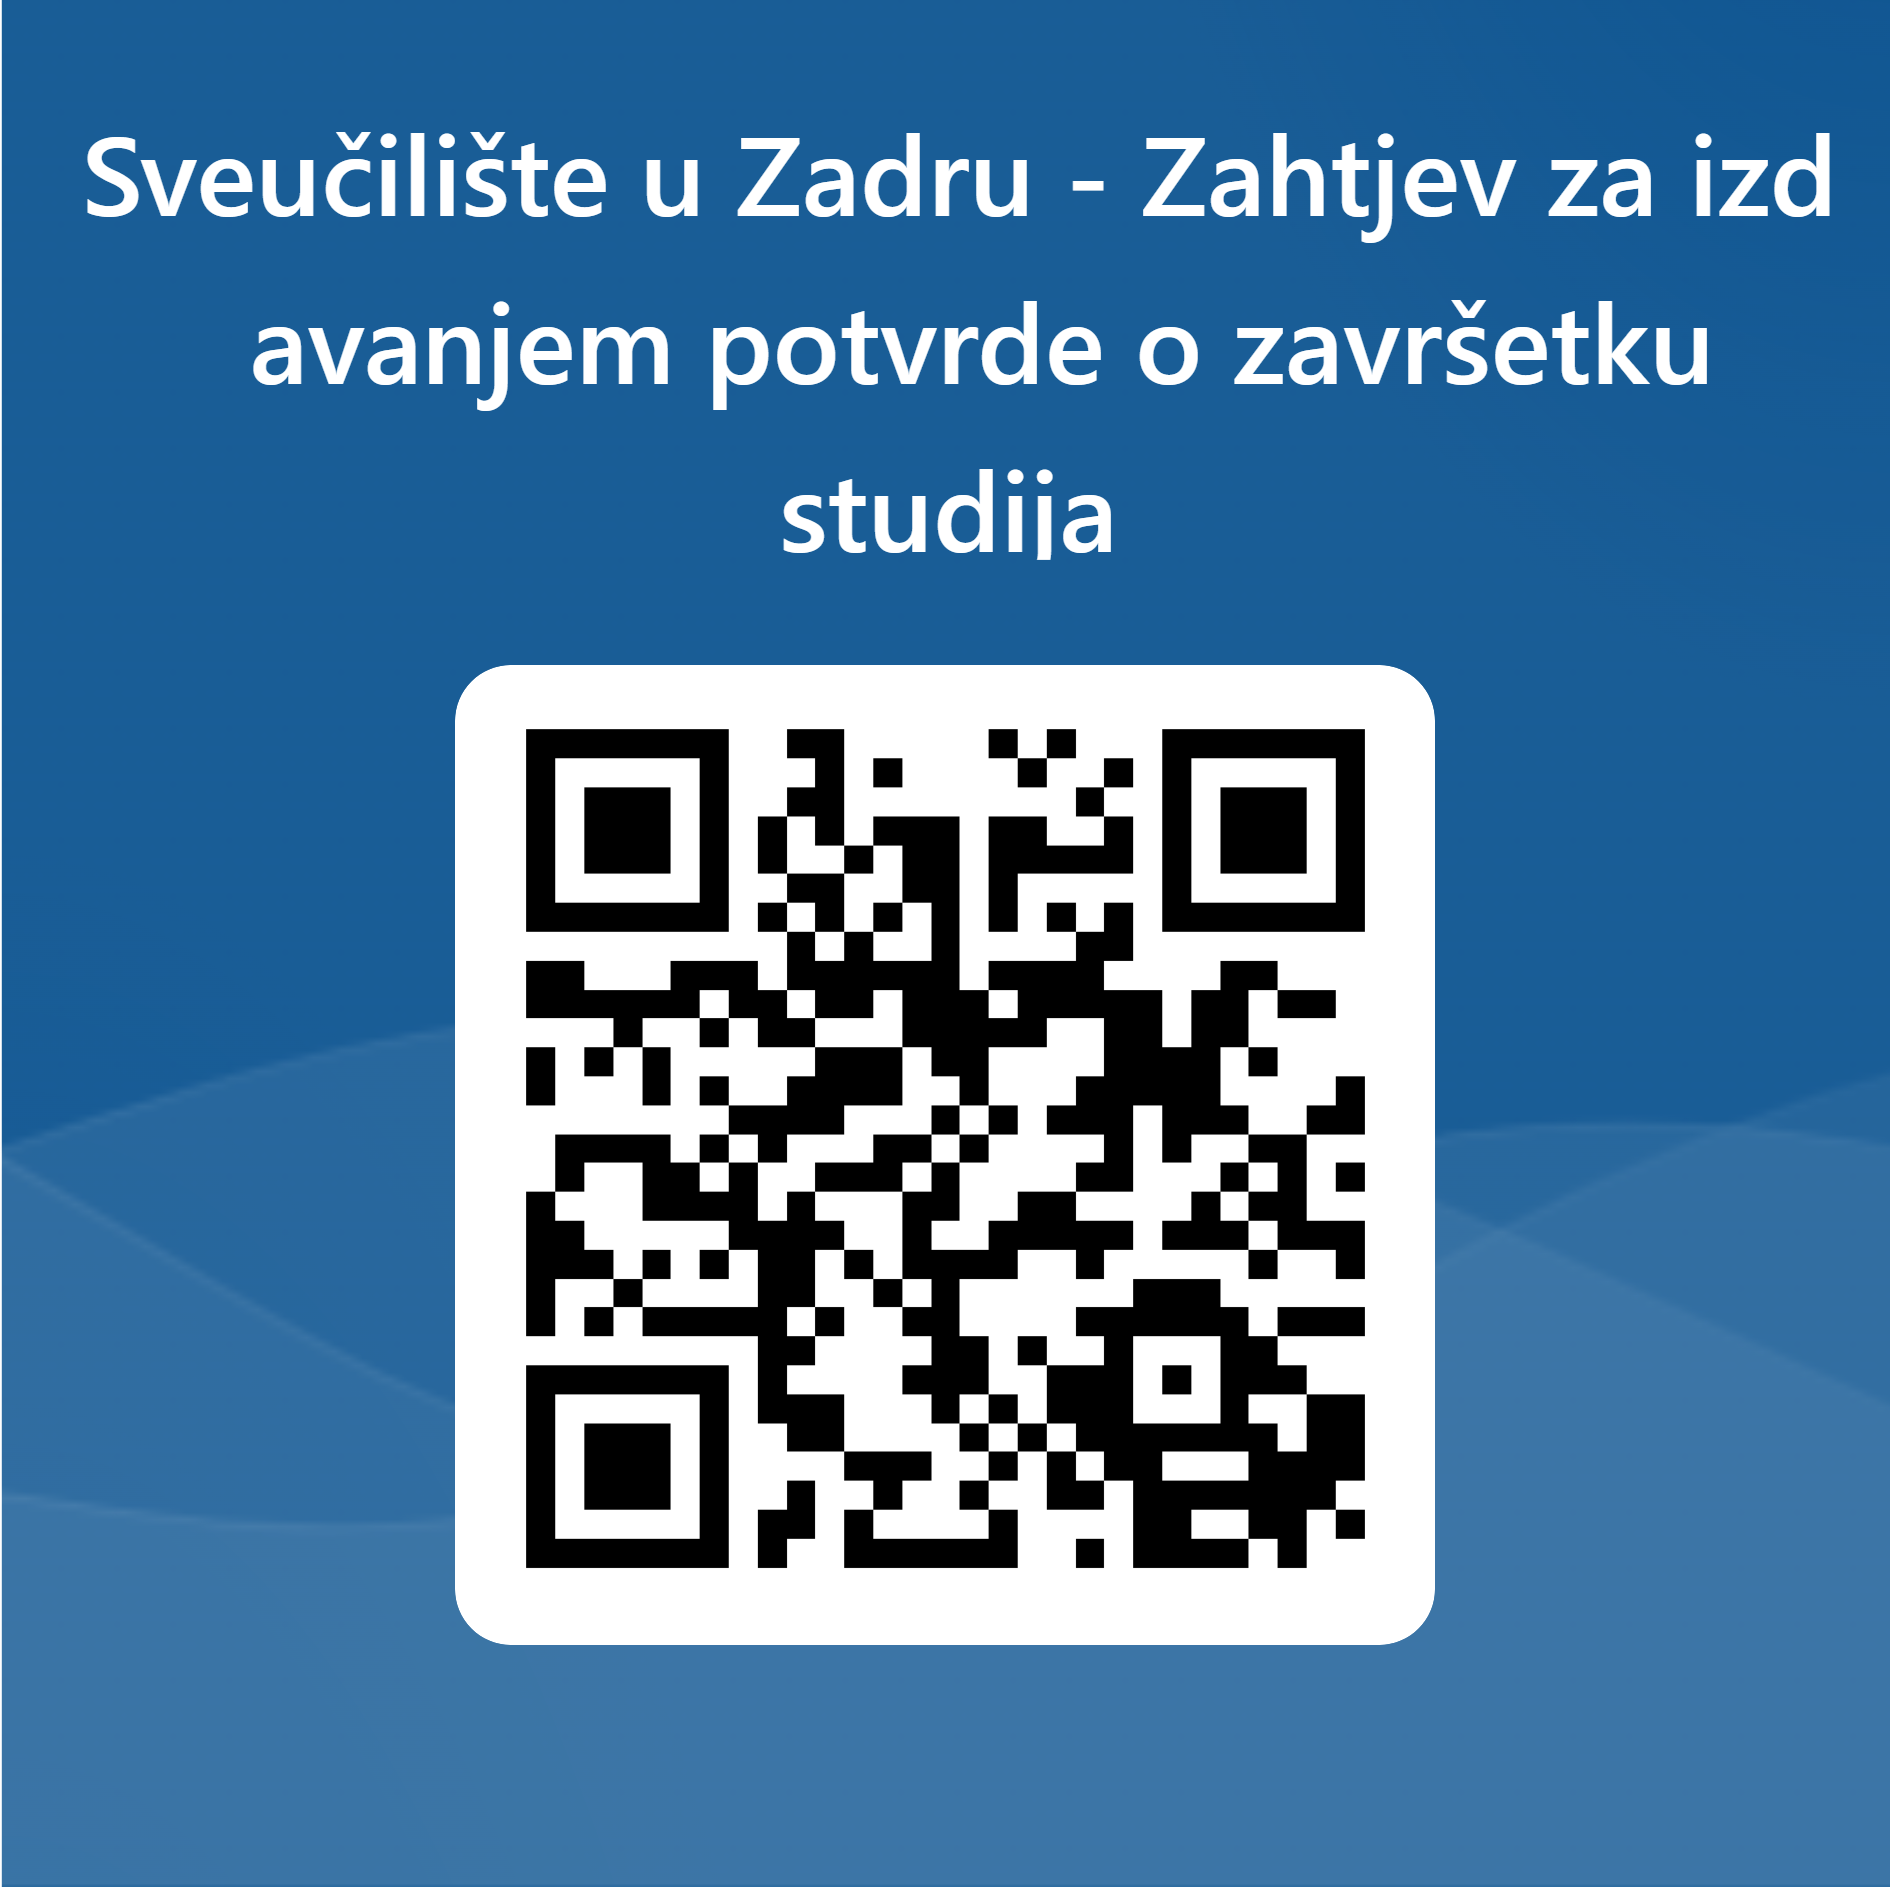 Sveučilište u Zadru - Zahtjev za izd
avanjem potvrde o završetku
studija